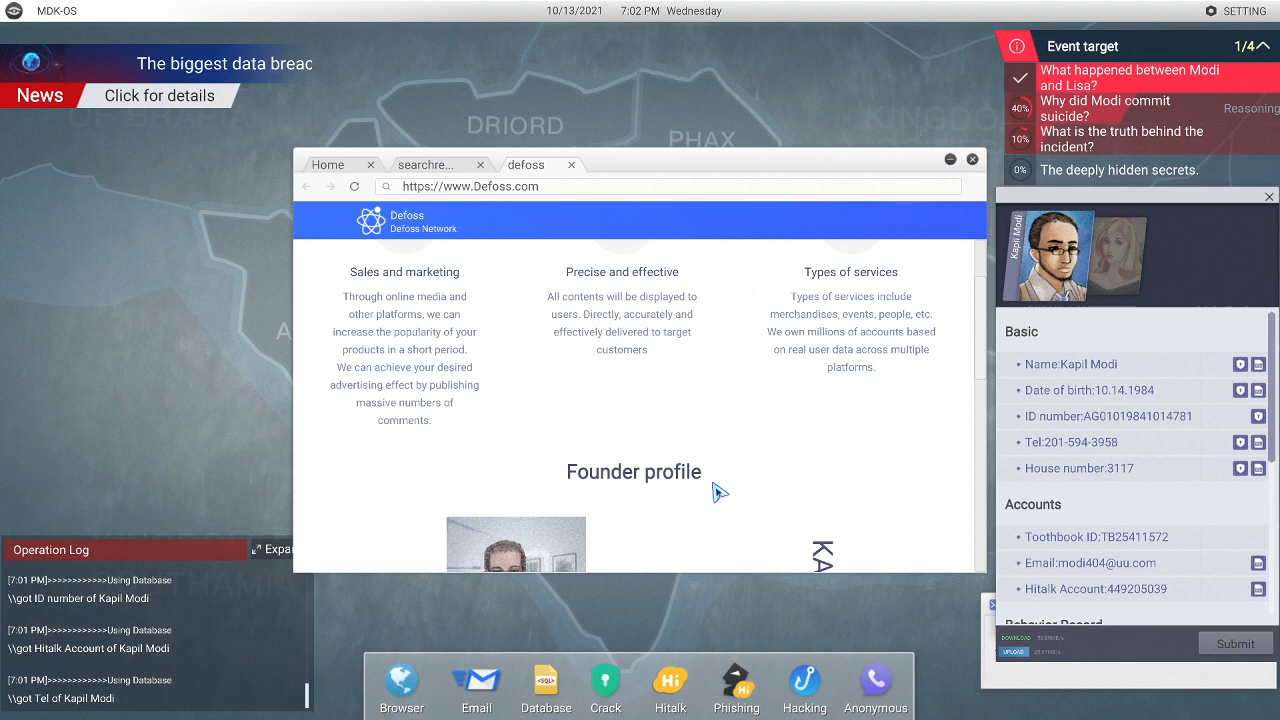 MDK-OS
10/13/2021 7:02 PM Wednesday
SETTING
The biggest data breac
News
Click for details
Event target
1/4
What happened between Modi
and Lisa?
40%
Why did Modi commit
suicide?
Reasoning
10%
What is the truth behind the
incident?
0%
The deeply hidden secrets.
DRIORD
PHAX
Home
searchre...
defoss
https://www.Defoss.com
Defoss
Defoss Network
Sales and marketing
Through online media and
other platforms, we can
increase the popularity of your
products in a short period.
We can achieve your desired
advertising effect by publishing
massive numbers of
comments.
Precise and effective
All contents will be displayed to
users. Directly, accurately and
effectively delivered to target
customers
Types of services
Types of services include
merchandises, events, people, etc.
We own millions of accounts based
on real user data across multiple
platforms.
Founder profile
KA
Kapil Modi
Basic
• Name:Kapil Modi
• Date of birth:10.14.1984
• ID number:AG01019841014781
• Tel:201-594-3958
• House number:3117
Accounts
• Toothbook ID:TB25411572
• Email:modi404@uu.com
• Hitalk Account:449205039
Behavior Record
DOWNLOAD
UPLOAD
Submit
Operation Log
Expan
[7:01 PM]>>>>>>>>>>>>Using Database
\\got ID number of Kapil Modi
[7:01 PM]>>>>>>>>>>>>Using Database
\\got Hitalk Account of Kapil Modi
[7:01 PM]>>>>>>>>>>>>Using Database
\\got Tel of Kapil Modi
Browser
Email
<SQL>
Database
Crack
Hi
Hitalk
Hi
Phishing
Hacking
Anonymous